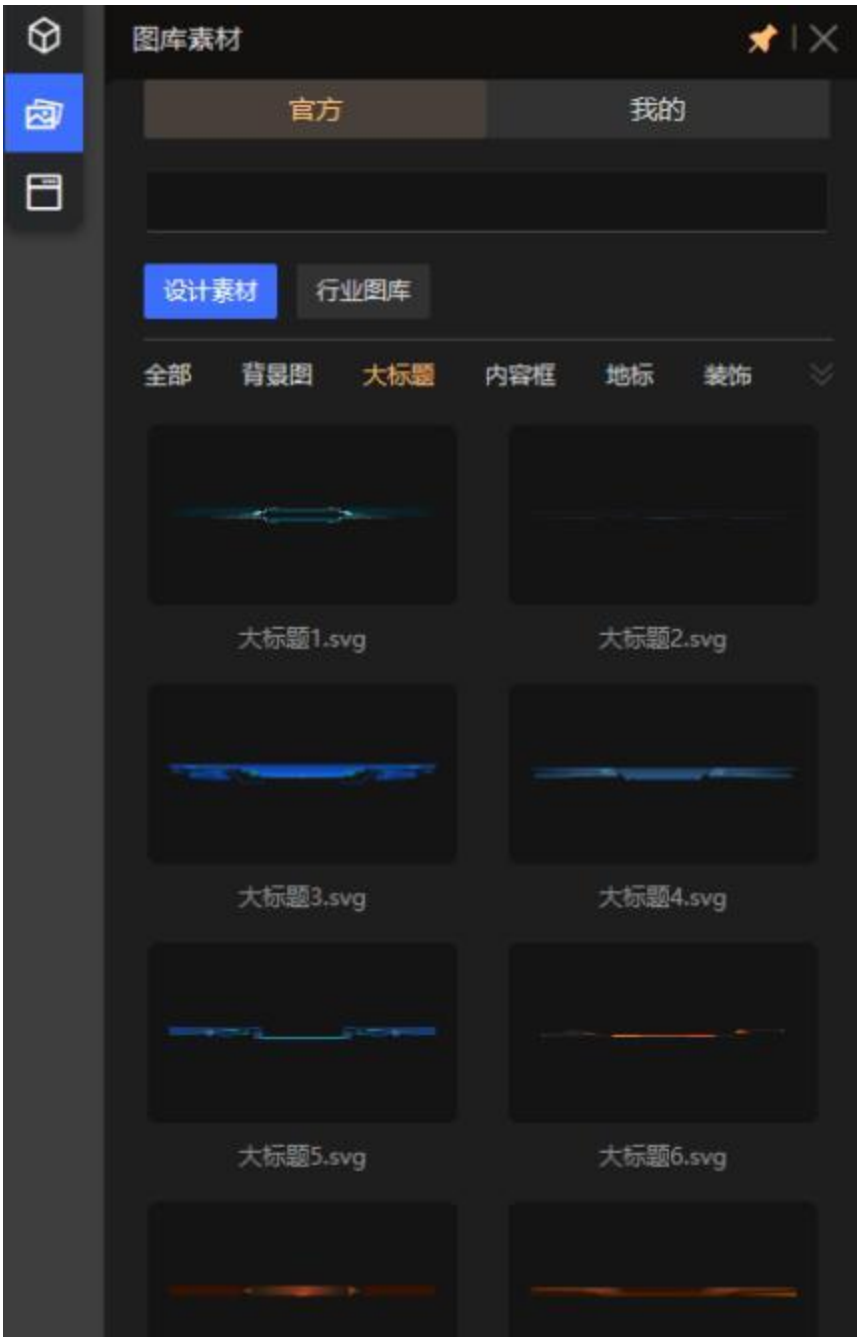 图库素材
官方 我的
设计素材 行业图库
全部 背景图 大标题 内容框 地标 装饰
大标题1.svg 大标题2.svg
大标题3.svg 大标题4.svg
大标题5.svg 大标题6.svg